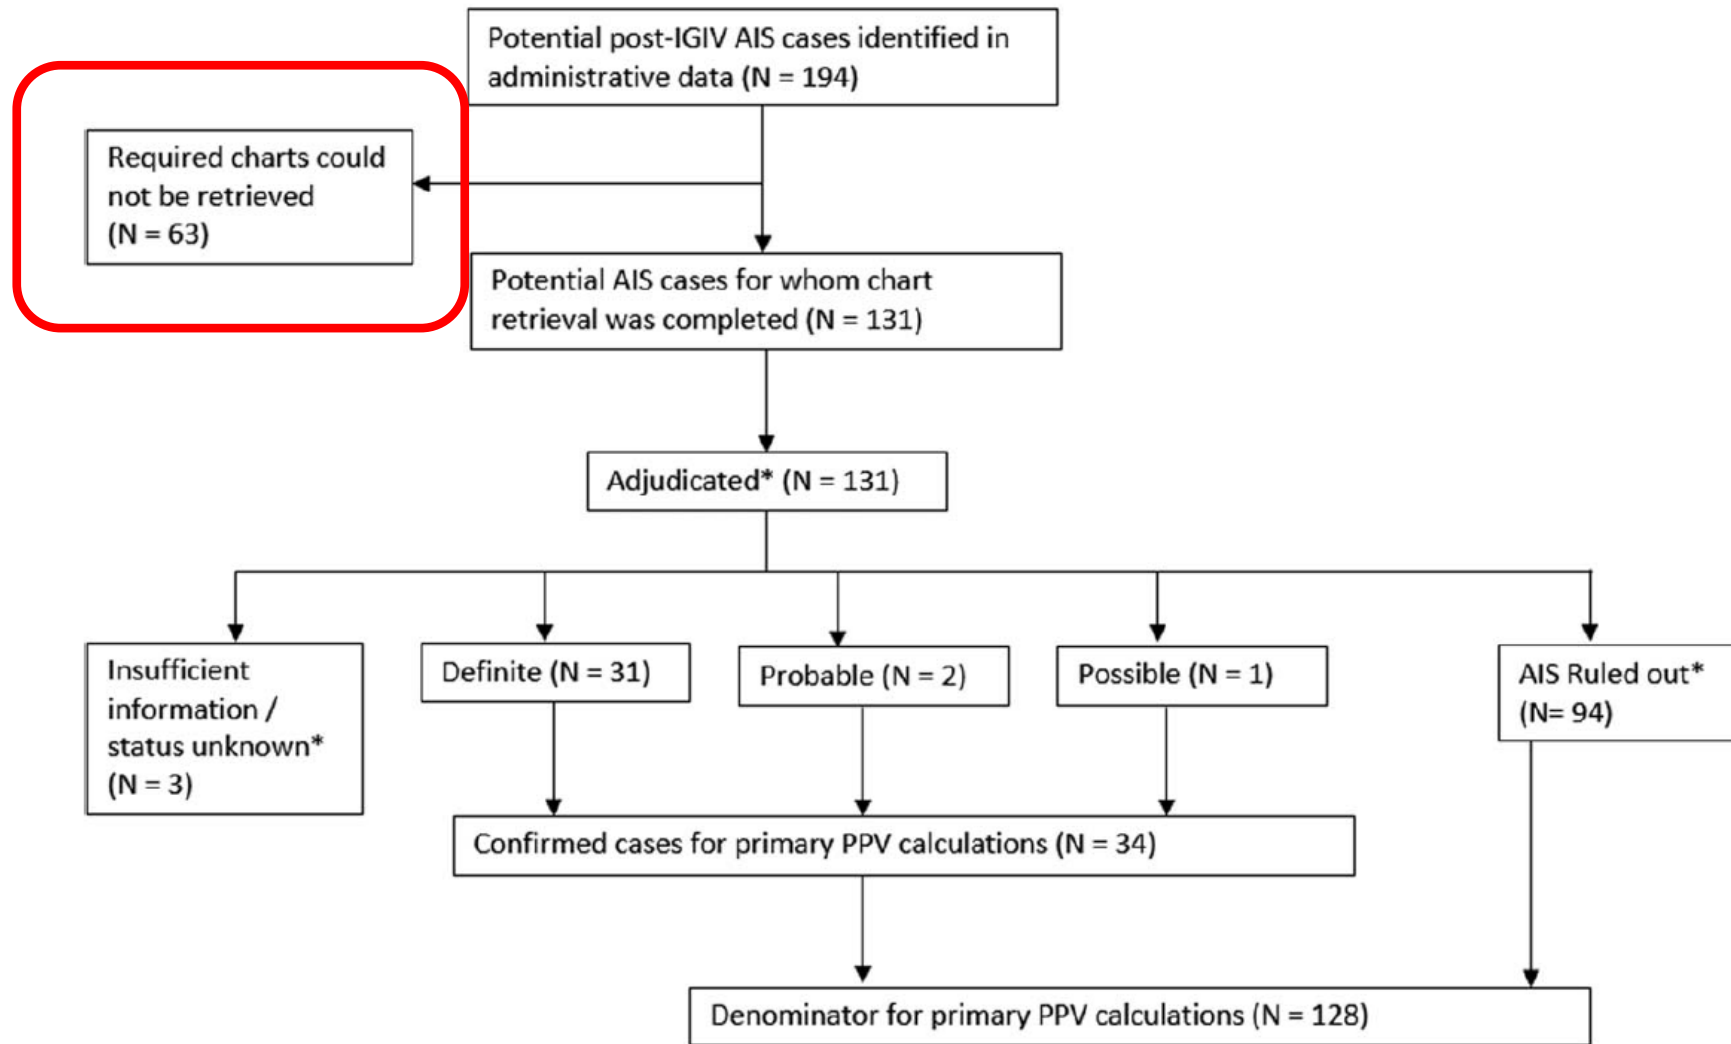 Potential post-IGIV AIS cases identified in
administrative data (N = 194)
Required charts could
not be retrieved
(N = 63)
Potential AIS cases for whom chart
retrieval was completed (N = 131)
Adjudicated* (N = 131)
Insufficient
information /
status unknown*
(N = 3)
Definite (N = 31)
Probable (N = 2)
Possible (N = 1)
AIS Ruled out*
(N= 94)
Confirmed cases for primary PPV calculations (N = 34)
Denominator for primary PPV calculations (N = 128)